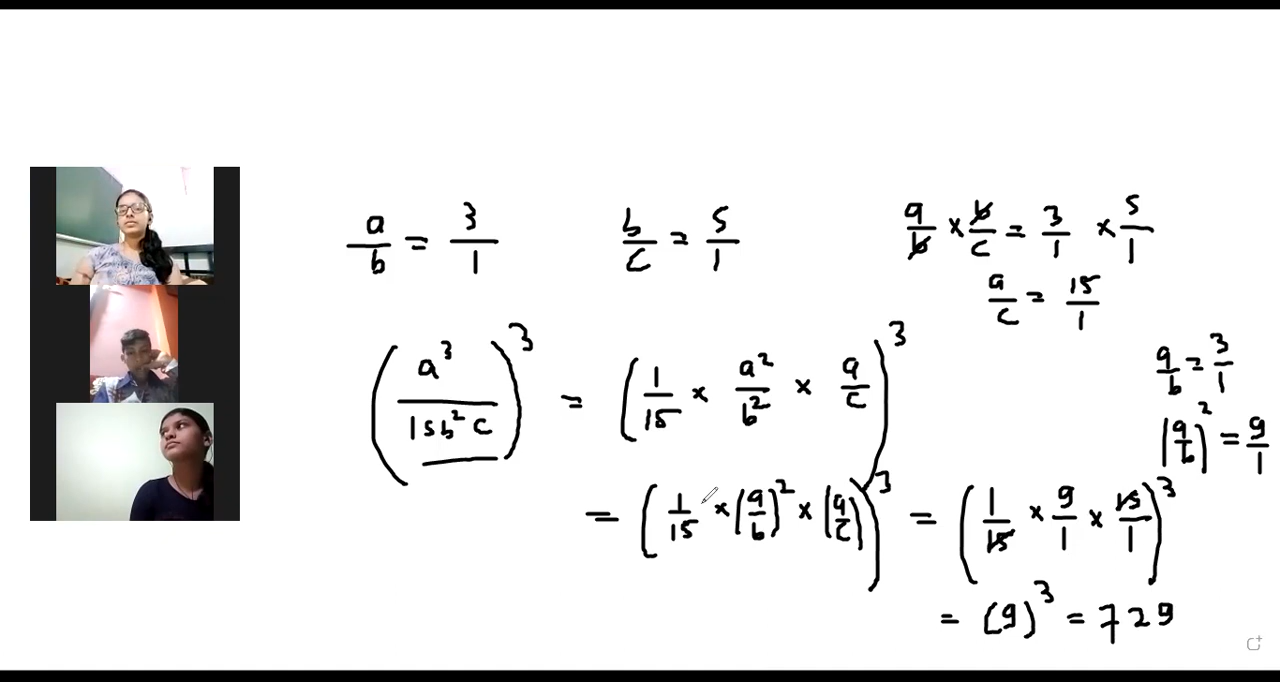 a/b = 3/1    b/c = 5/1    a/b × b/c = 3/1 × 5/1
a/c = 15/1
(a³/15b²c)³ = (1/15 × a²/b² × a/c)³
a/b = 3/1
(a/b)² = 9/1
= (1/15 × (a/b)² × (a/c))³ = (1/15 × 9/1 × 15/1)³
= (9)³ = 729